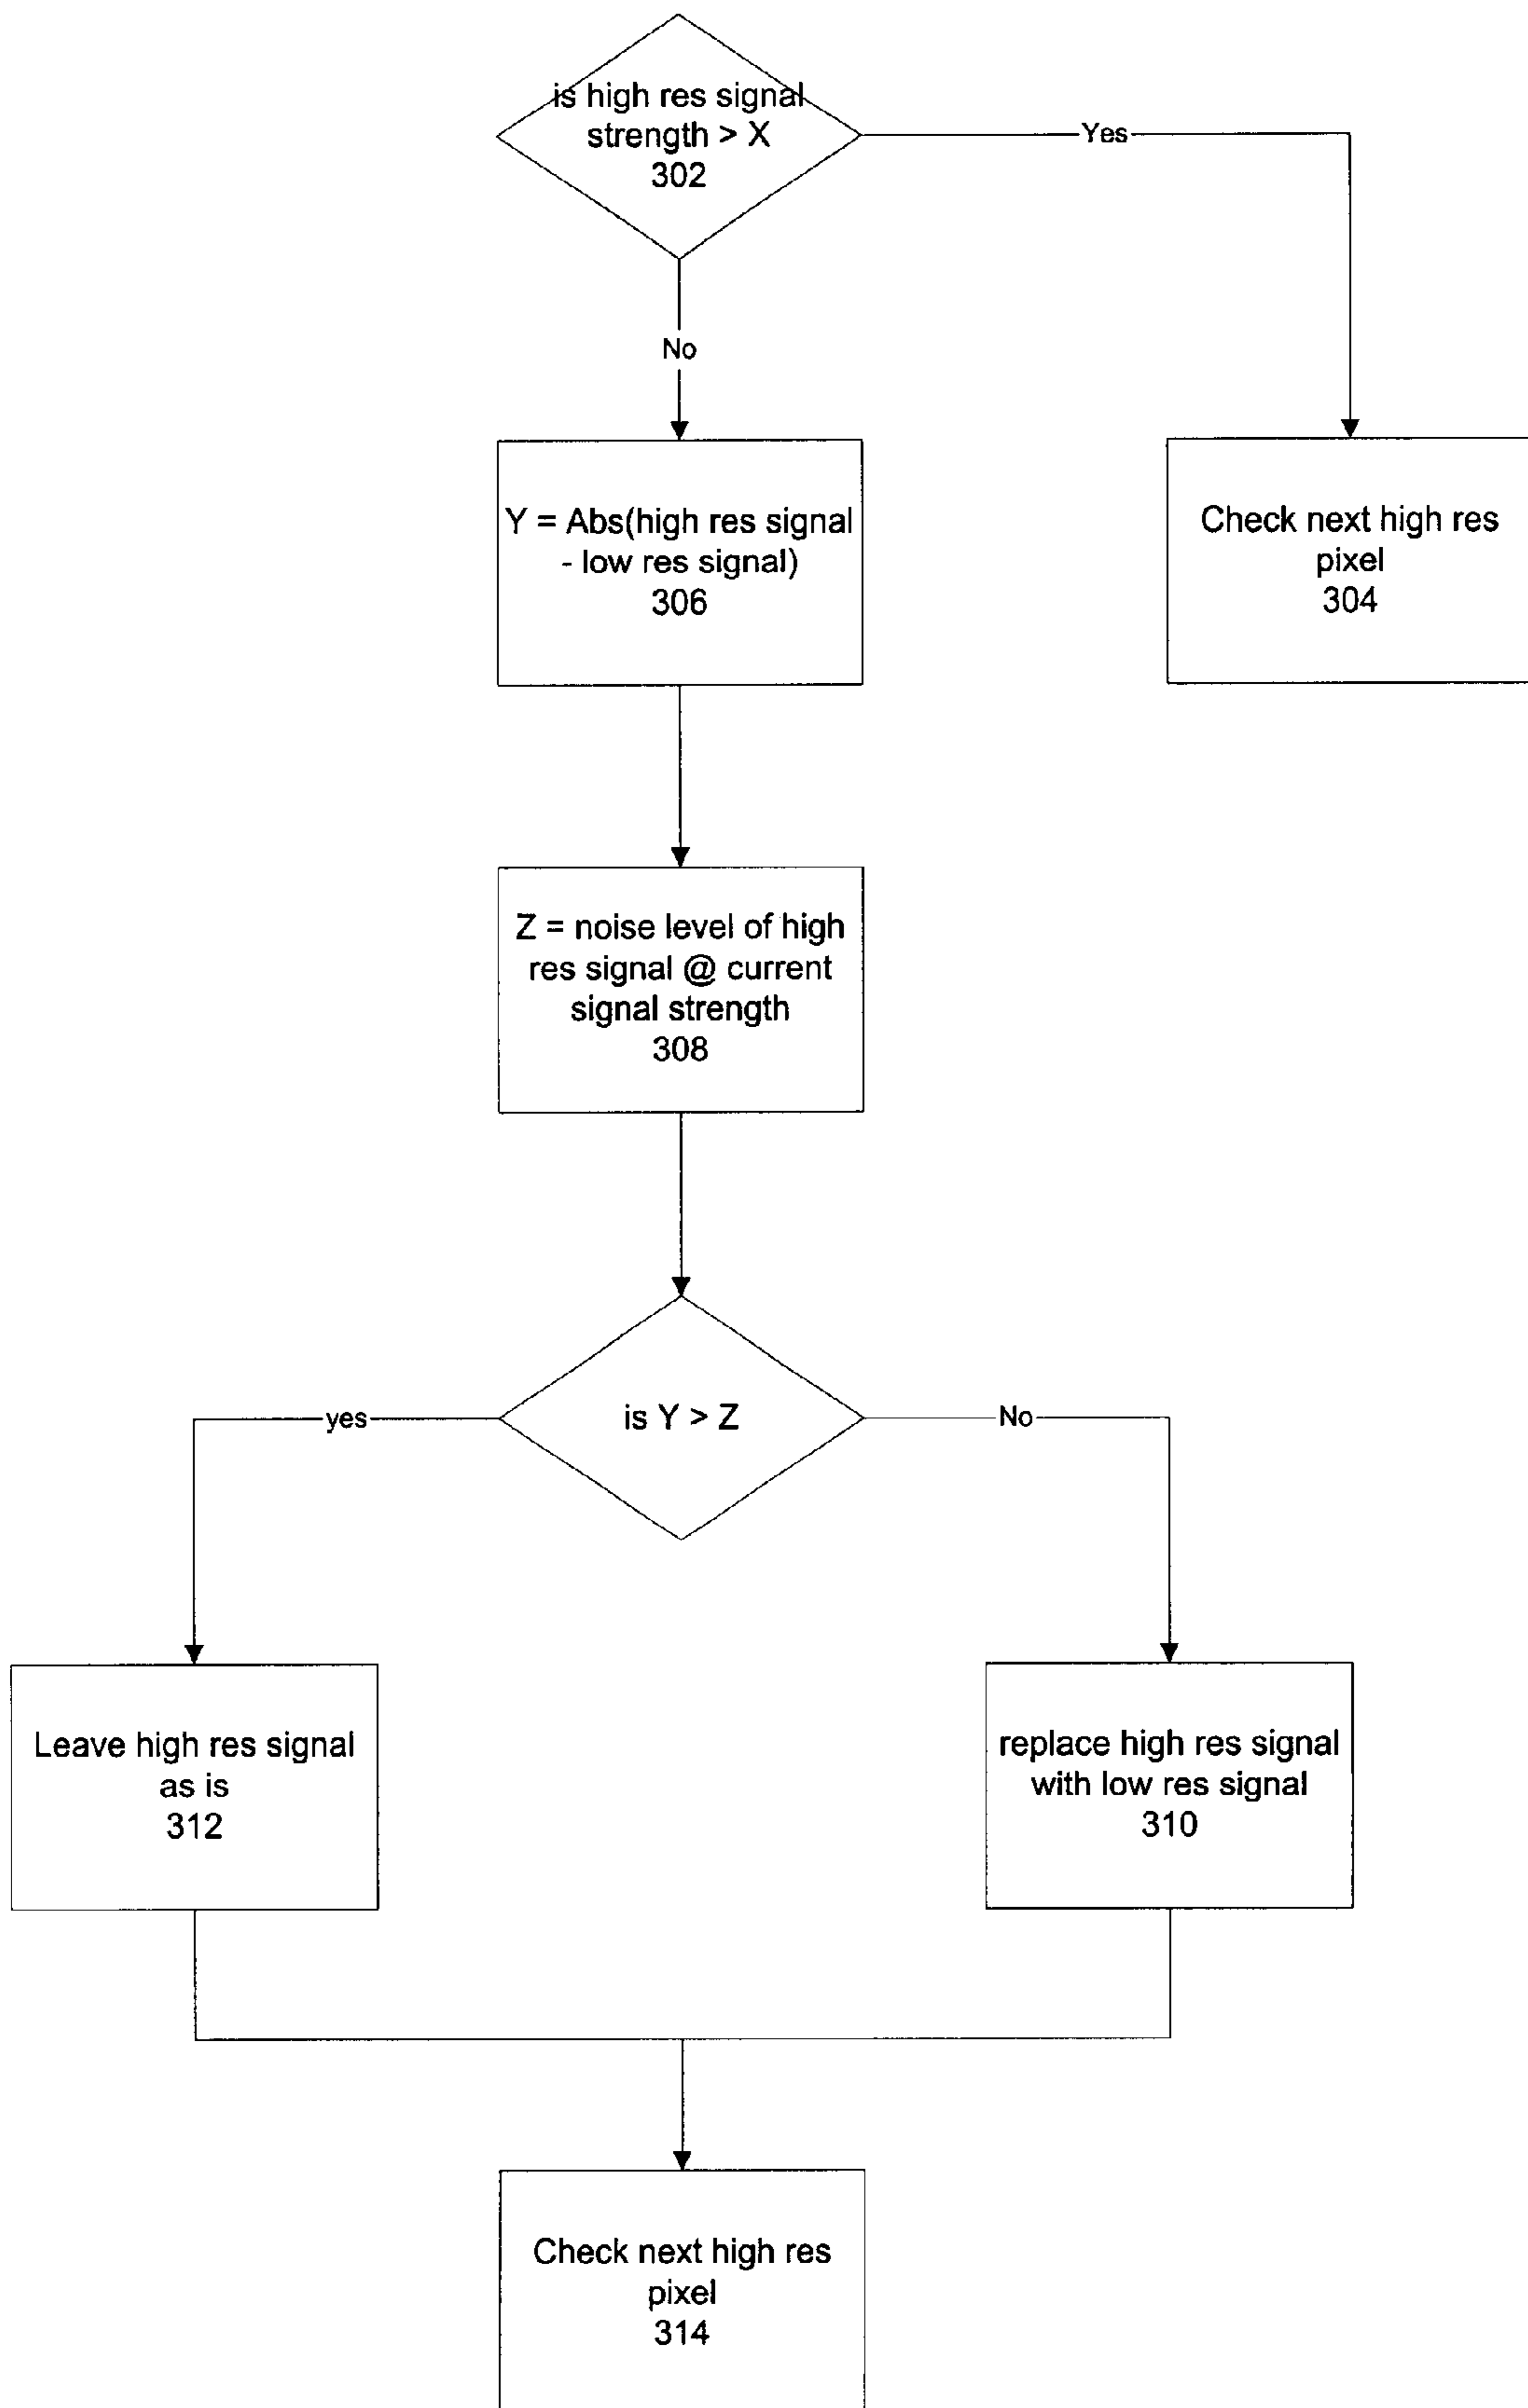 is high res signal
strength > X
302
Yes
No
Y = Abs(high res signal
- low res signal)
306
Check next high res
pixel
304
Z = noise level of high
res signal @ current
signal strength
308
yes
is Y > Z
No
Leave high res signal
as is
312
replace high res signal
with low res signal
310
Check next high res
pixel
314